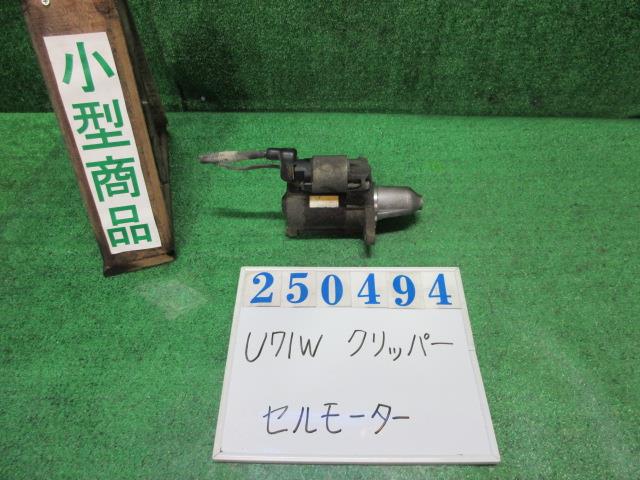 小型商品
250494
U71W クリッパー
セルモーター